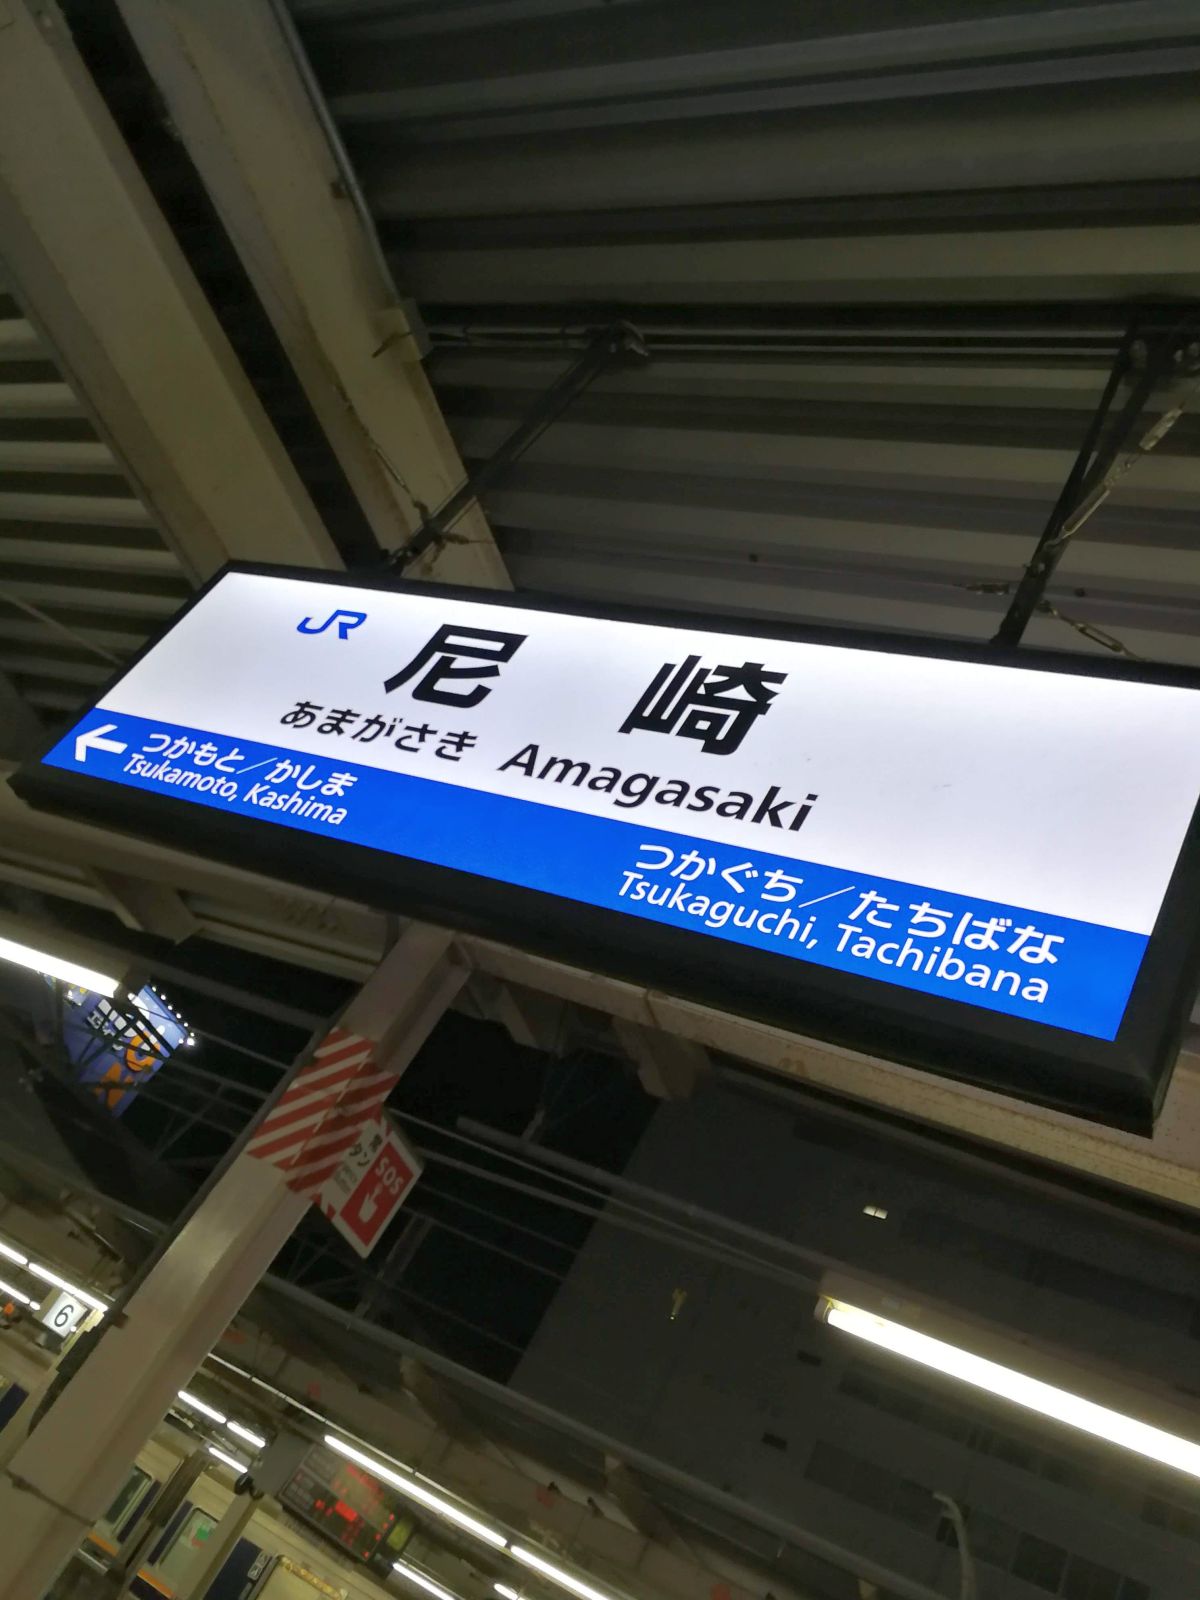 JR 尼崎
あまがさき Amagasaki
← つかもと／かしま
Tsukamoto, Kashima
つかぐち／たちばな
Tsukaguchi, Tachibana
SOS
6